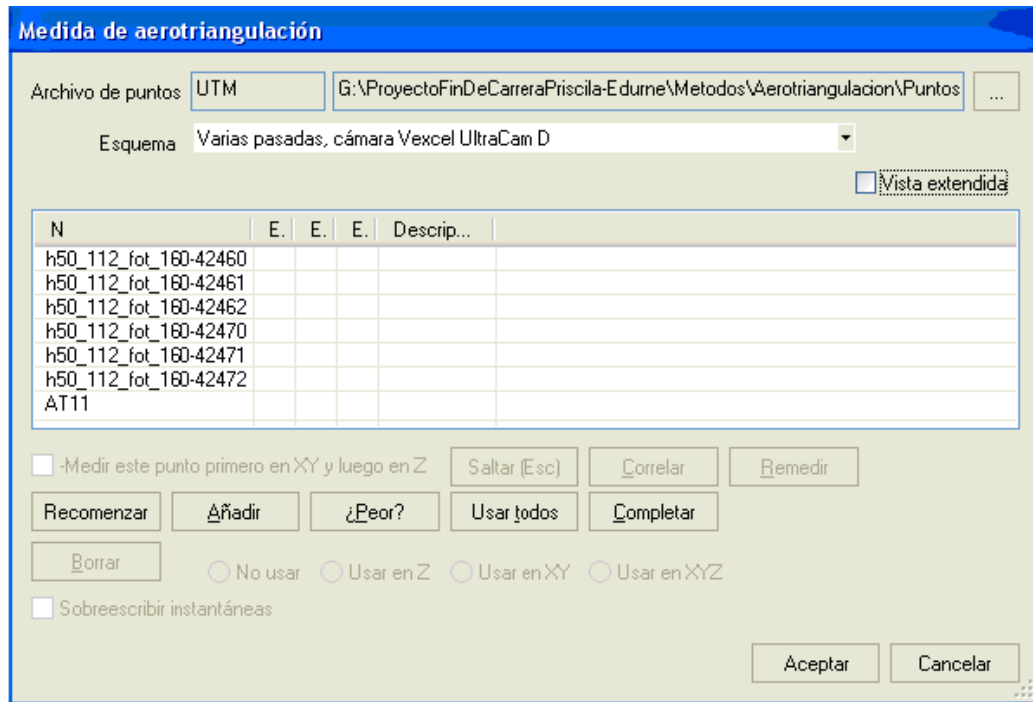 Medida de aerotriangulación
Archivo de puntos UTM G:\ProyectoFinDeCarreraPriscila-Edurne\Metodos\Aerotriangulacion\Puntos ...
Esquema Varias pasadas, cámara Vexcel UltraCam D
Vista extendida
N E. E. E. Descrip...
h50_112_fot_160-42460
h50_112_fot_160-42461
h50_112_fot_160-42462
h50_112_fot_160-42470
h50_112_fot_160-42471
h50_112_fot_160-42472
AT11
-Medir este punto primero en XY y luego en Z Saltar (Esc) Correlar Remedir
Recomenzar Añadir ¿Peor? Usar todos Completar
Borrar No usar Usar en Z Usar en XY Usar en XYZ
Sobreescribir instantáneas
Aceptar Cancelar